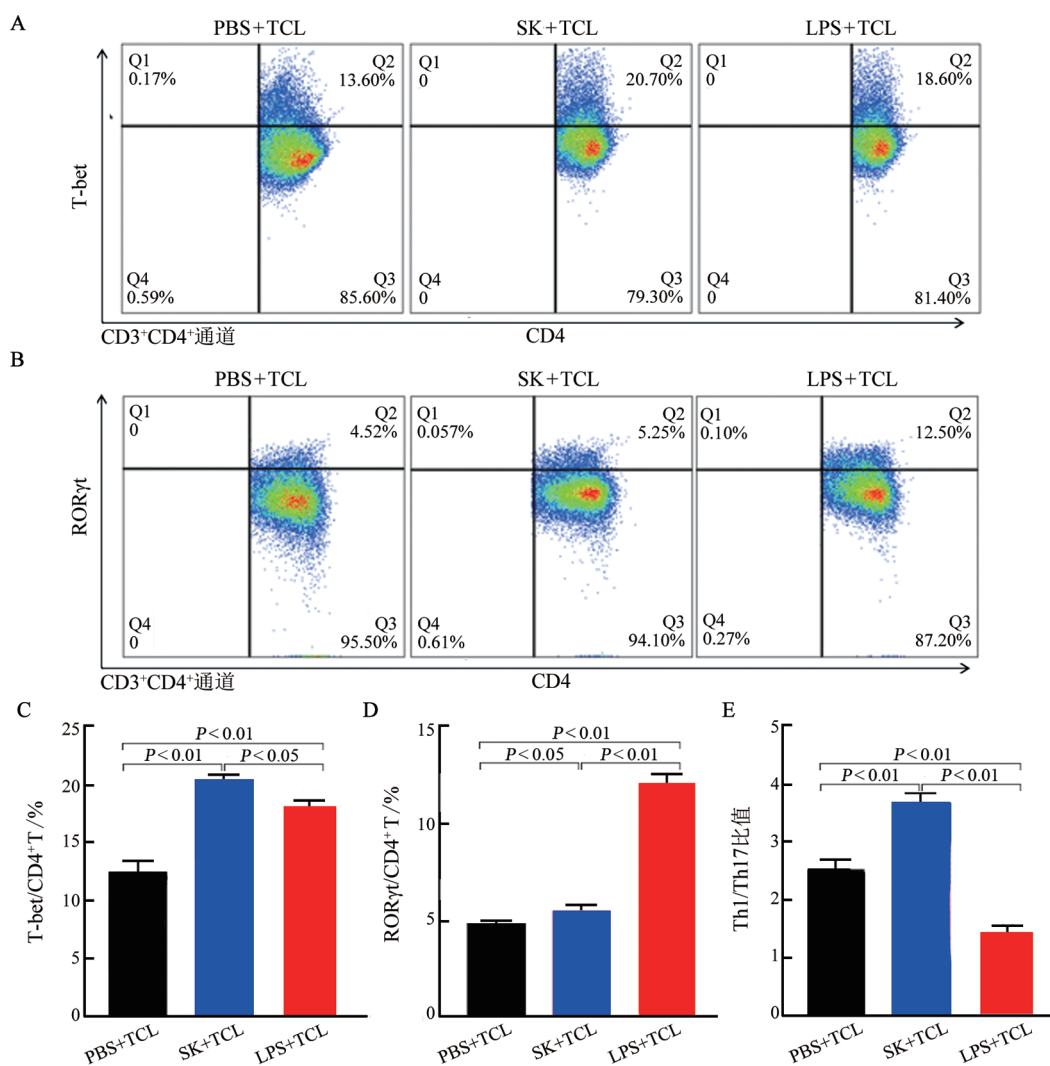 A
PBS+TCL
SK+TCL
LPS+TCL
Q1
0.17%
Q2
13.60%
Q1
0
Q2
20.70%
Q1
0
Q2
18.60%
T-bet
Q4
0.59%
Q3
85.60%
Q4
0
Q3
79.30%
Q4
0
Q3
81.40%
CD3⁺CD4⁺通道
CD4
B
PBS+TCL
SK+TCL
LPS+TCL
Q1
0
Q2
4.52%
Q1
0.057%
Q2
5.25%
Q1
0.10%
Q2
12.50%
RORγt
Q4
0
Q3
95.50%
Q4
0.61%
Q3
94.10%
Q4
0.27%
Q3
87.20%
CD3⁺CD4⁺通道
CD4
C
25
20
15
10
5
0
T-bet/CD4⁺T/%
P<0.01
P<0.01
P<0.05
PBS+TCL
SK+TCL
LPS+TCL
D
15
10
5
0
RORγt/CD4⁺T/%
P<0.01
P<0.05
P<0.01
PBS+TCL
SK+TCL
LPS+TCL
E
5
4
3
2
1
0
Th1/Th17比值
P<0.01
P<0.01
P<0.01
PBS+TCL
SK+TCL
LPS+TCL